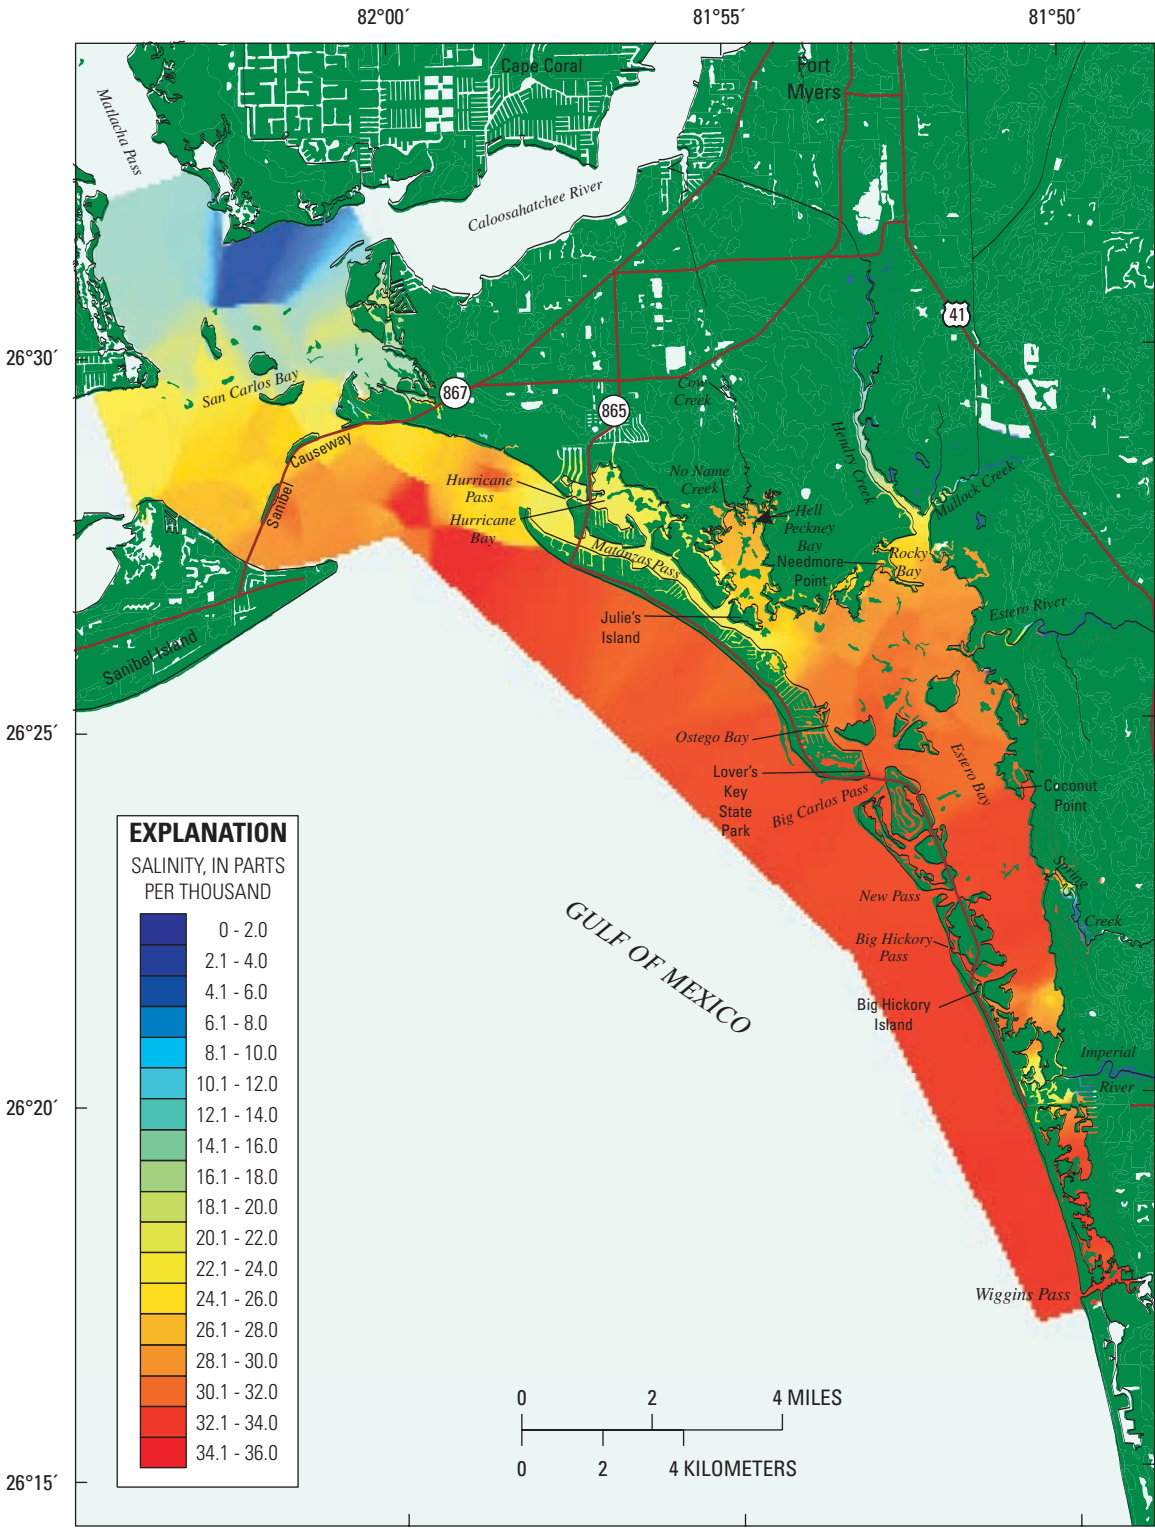 82°00´
81°55´
81°50´
26°30´
26°25´
26°20´
26°15´
Matlacha Pass
Cape Coral
Fort
Myers
Caloosahatchee River
41
867
865
San Carlos Bay
Sanibel
Causeway
Sanibel Island
Cow
Creek
Hendry Creek
Mullock Creek
No Name
Creek
Hell
Peckney
Bay
Hurricane
Pass
Hurricane
Bay
Matanzas Pass
Needmore
Point
Rocky
Bay
Estero River
Julie's
Island
Ostego Bay
Lover's
Key
State
Park
Big Carlos Pass
Estero Bay
Coconut
Point
Spring
Creek
New Pass
Big Hickory
Pass
Big Hickory
Island
Imperial
River
Wiggins Pass
GULF OF MEXICO
EXPLANATION
SALINITY, IN PARTS
PER THOUSAND
0 - 2.0
2.1 - 4.0
4.1 - 6.0
6.1 - 8.0
8.1 - 10.0
10.1 - 12.0
12.1 - 14.0
14.1 - 16.0
16.1 - 18.0
18.1 - 20.0
20.1 - 22.0
22.1 - 24.0
24.1 - 26.0
26.1 - 28.0
28.1 - 30.0
30.1 - 32.0
32.1 - 34.0
34.1 - 36.0
0 2 4 MILES
0 2 4 KILOMETERS